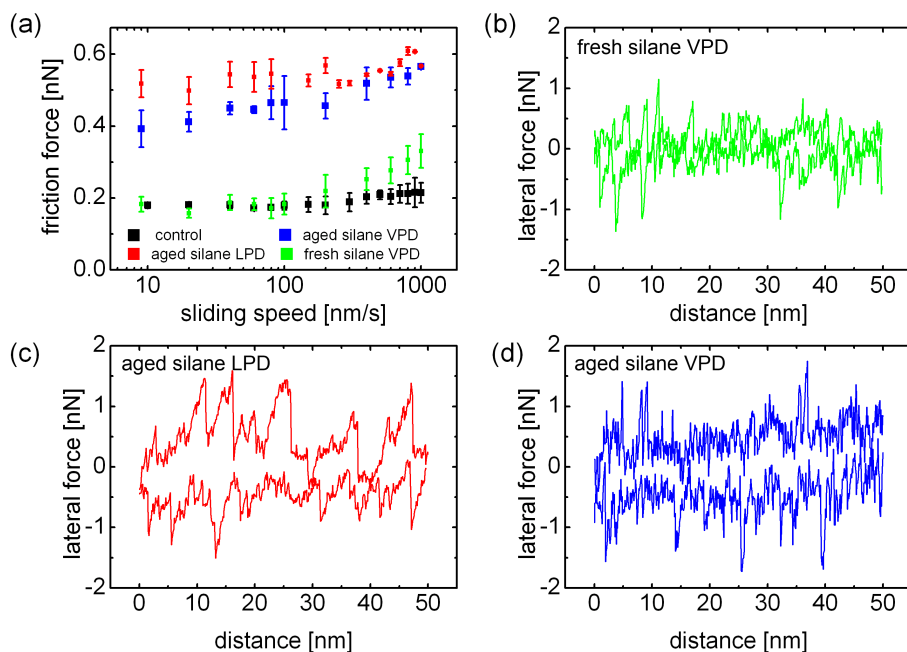 (a)
friction force [nN]
0.6
0.4
0.2
0.0
control
aged silane VPD
aged silane LPD
fresh silane VPD
10
100
1000
sliding speed [nm/s]
(b)
fresh silane VPD
lateral force [nN]
2
1
0
-1
-2
0
10
20
30
40
50
distance [nm]
(c)
aged silane LPD
lateral force [nN]
2
1
0
-1
-2
0
10
20
30
40
50
distance [nm]
(d)
aged silane VPD
lateral force [nN]
2
1
0
-1
-2
0
10
20
30
40
50
distance [nm]